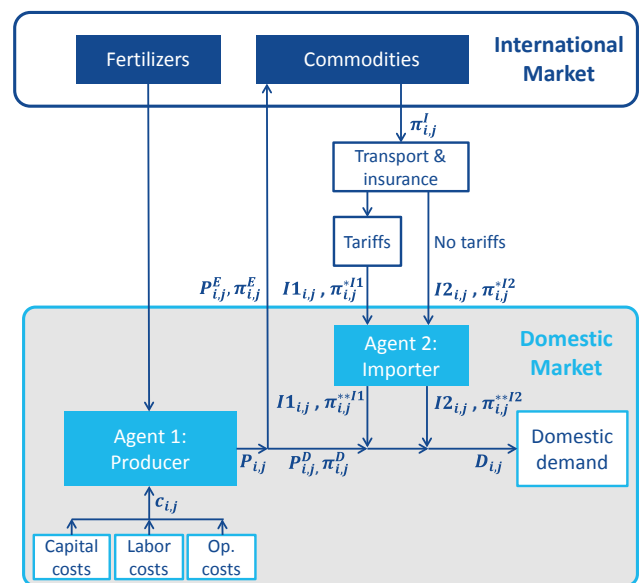 International
Market
Fertilizers
Commodities
π^I_{i,j}
Transport &
insurance
Tariffs
No tariffs
P^E_{i,j}, π^E_{i,j}
I1_{i,j} , π^{*I1}_{i,j}
I2_{i,j} , π^{*I2}_{i,j}
Agent 2:
Importer
Domestic
Market
I1_{i,j} , π^{**I1}_{i,j}
I2_{i,j} , π^{**I2}_{i,j}
Agent 1:
Producer
P_{i,j}
P^D_{i,j}, π^D_{i,j}
D_{i,j}
Domestic
demand
c_{i,j}
Capital
costs
Labor
costs
Op.
costs